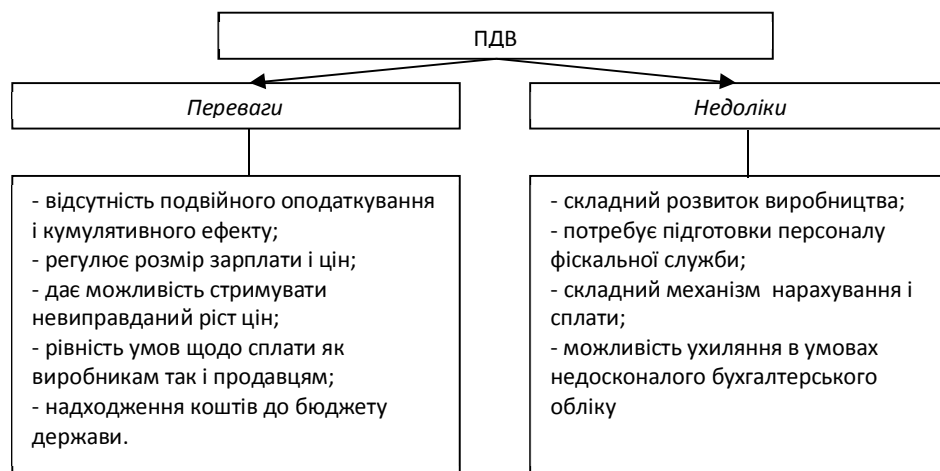 ПДВ
Переваги
Недоліки
- відсутність подвійного оподаткування
і кумулятивного ефекту;
- регулює розмір зарплати і цін;
- дає можливість стримувати
невиправданий ріст цін;
- рівність умов щодо сплати як
виробникам так і продавцям;
- надходження коштів до бюджету
держави.
- складний розвиток виробництва;
- потребує підготовки персоналу
фіскальної служби;
- складний механізм нарахування і
сплати;
- можливість ухиляння в умовах
недосконалого бухгалтерського
обліку